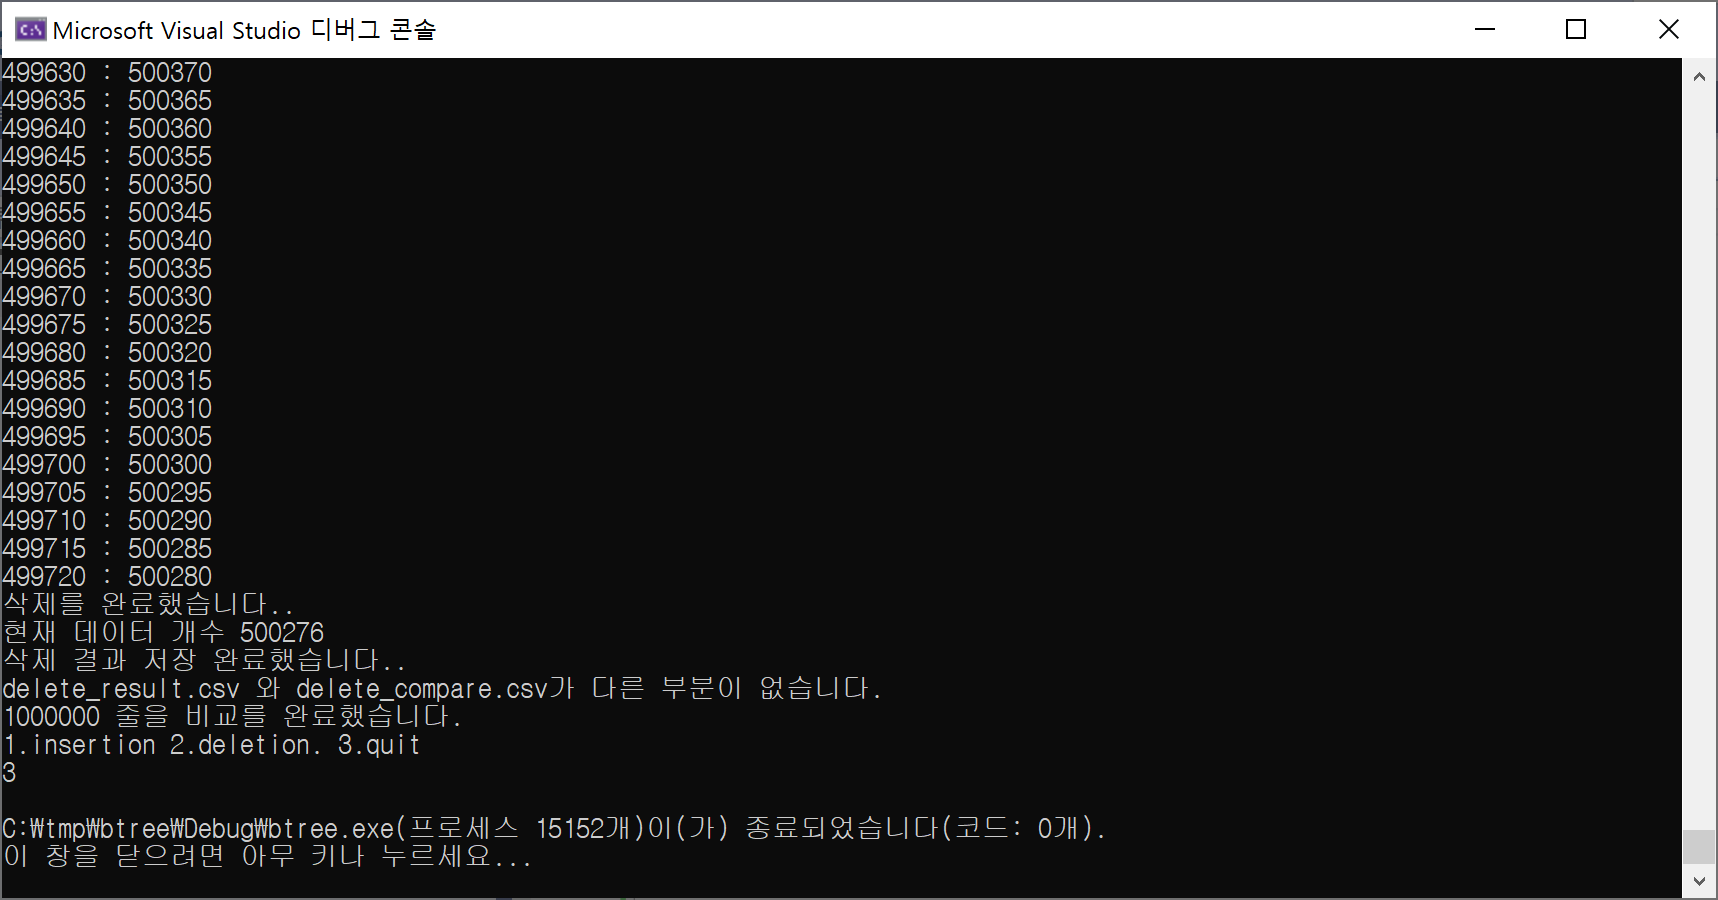 Microsoft Visual Studio 디버그 콘솔
499630 : 500370
499635 : 500365
499640 : 500360
499645 : 500355
499650 : 500350
499655 : 500345
499660 : 500340
499665 : 500335
499670 : 500330
499675 : 500325
499680 : 500320
499685 : 500315
499690 : 500310
499695 : 500305
499700 : 500300
499705 : 500295
499710 : 500290
499715 : 500285
499720 : 500280
삭제를 완료했습니다..
현재 데이터 개수 500276
삭제 결과 저장 완료했습니다..
delete_result.csv 와 delete_compare.csv가 다른 부분이 없습니다.
1000000 줄을 비교를 완료했습니다.
1.insertion 2.deletion. 3.quit
3
C:₩tmp₩btree₩Debug₩btree.exe(프로세스 15152개)이(가) 종료되었습니다(코드: 0개).
이 창을 닫으려면 아무 키나 누르세요...